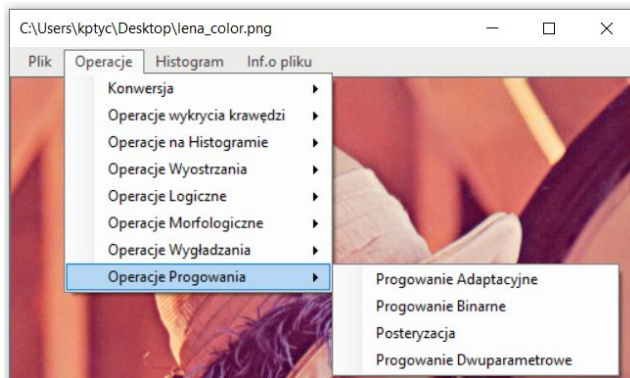 C:\Users\kptyc\Desktop\lena_color.png
Plik Operacje Histogram Inf.o pliku
Konwersja
Operacje wykrycia krawędzi
Operacje na Histogramie
Operacje Wyostrzania
Operacje Logiczne
Operacje Morfologiczne
Operacje Wygładzania
Operacje Progowania
Progowanie Adaptacyjne
Progowanie Binarne
Posteryzacja
Progowanie Dwuparametrowe